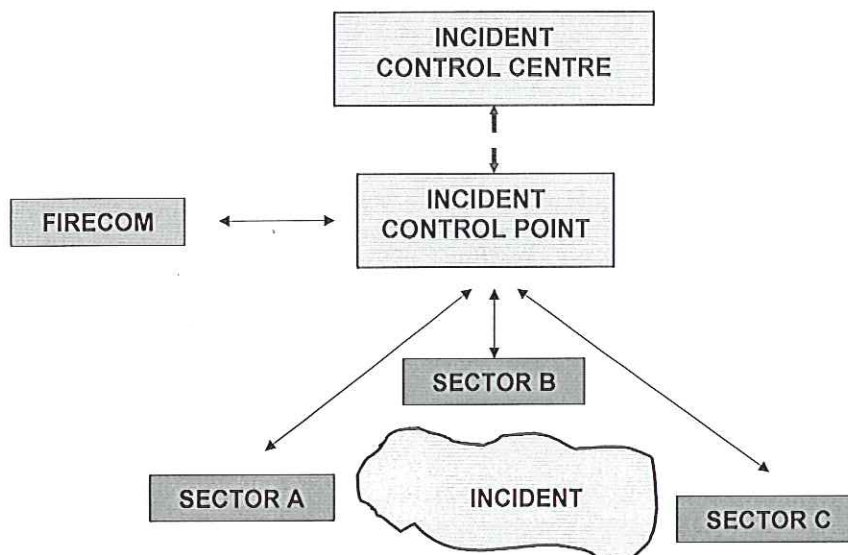 INCIDENT
CONTROL CENTRE
INCIDENT
CONTROL POINT
FIRECOM
SECTOR B
SECTOR A
INCIDENT
SECTOR C